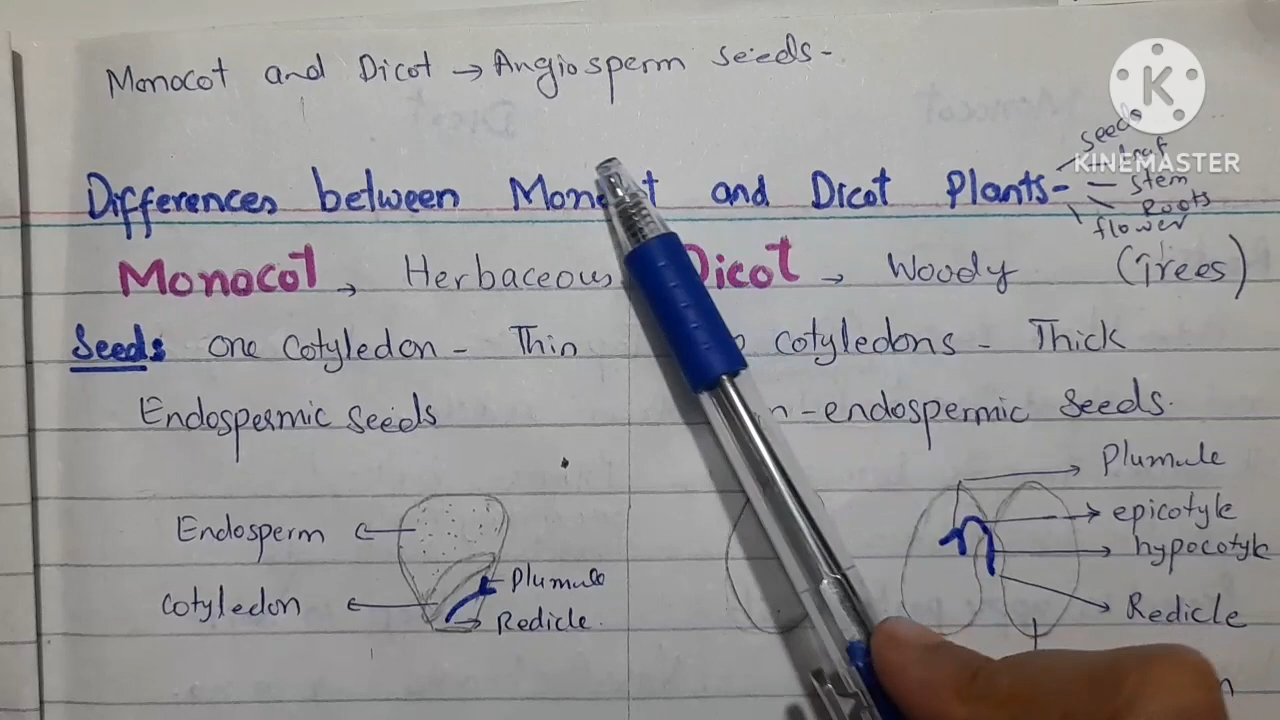 Monocot and Dicot → Angiosperm seeds-
KINEMASTER
Differences between and Dicot Plants-
seeds
leaf
stem
Roots
flower
Monocot → Herbaceous Dicot → Woody (Trees)
Seeds one Cotyledon - Thin cotyledons - Thick
Endospermic seeds -endospermic seeds.
Endosperm
Cotyledon
Plumule
Redicle.
Plumule
epicotyle
hypocotyle
Redicle